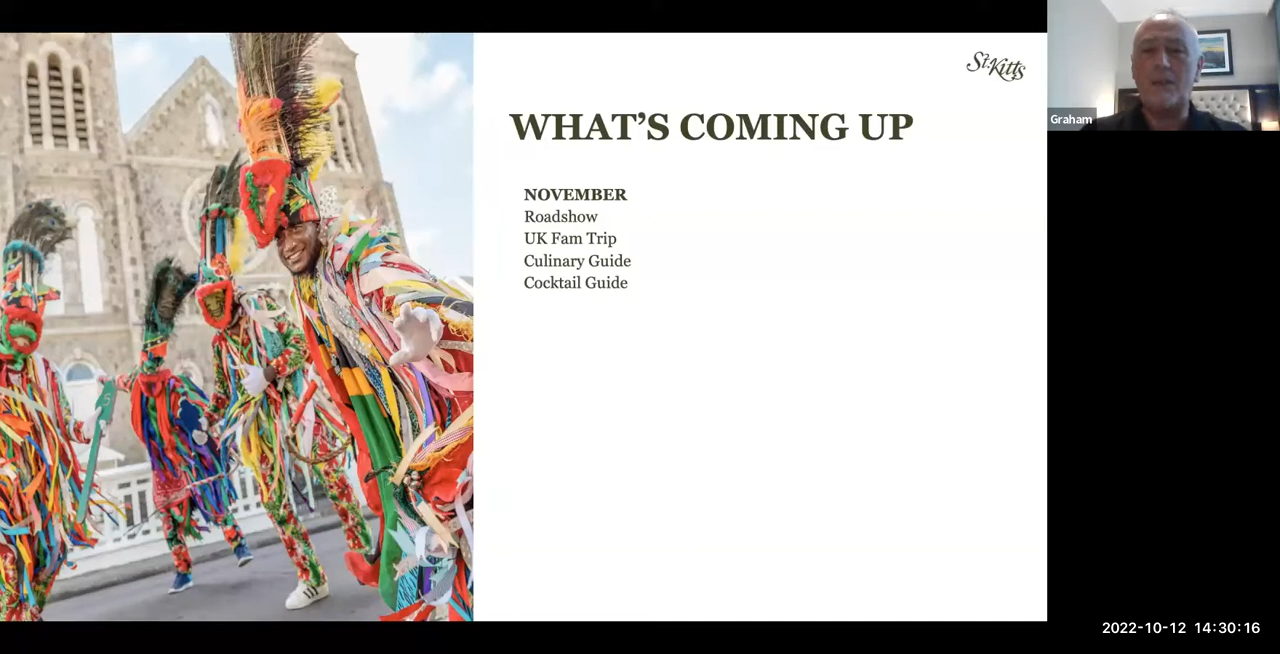 St. Kitts
WHAT'S COMING UP
NOVEMBER
Roadshow
UK Fam Trip
Culinary Guide
Cocktail Guide
Graham
2022-10-12 14:30:16